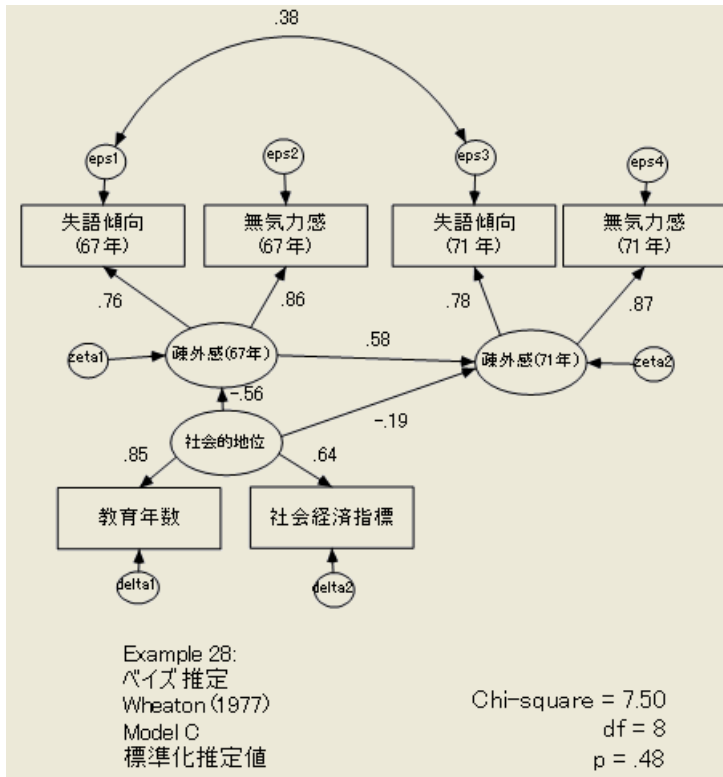 .38
eps1
eps2
eps3
eps4
失語傾向
(67年)
無気力感
(67年)
失語傾向
(71年)
無気力感
(71年)
.76
.86
.78
.87
zeta1
疎外感(67年)
.58
疎外感(71年)
zeta2
-.56
-.19
社会的地位
.85
.64
教育年数
社会経済指標
delta1
delta2
Example 28:
ベイズ推定
Wheaton (1977)
Model C
標準化推定値
Chi-square = 7.50
df = 8
p = .48